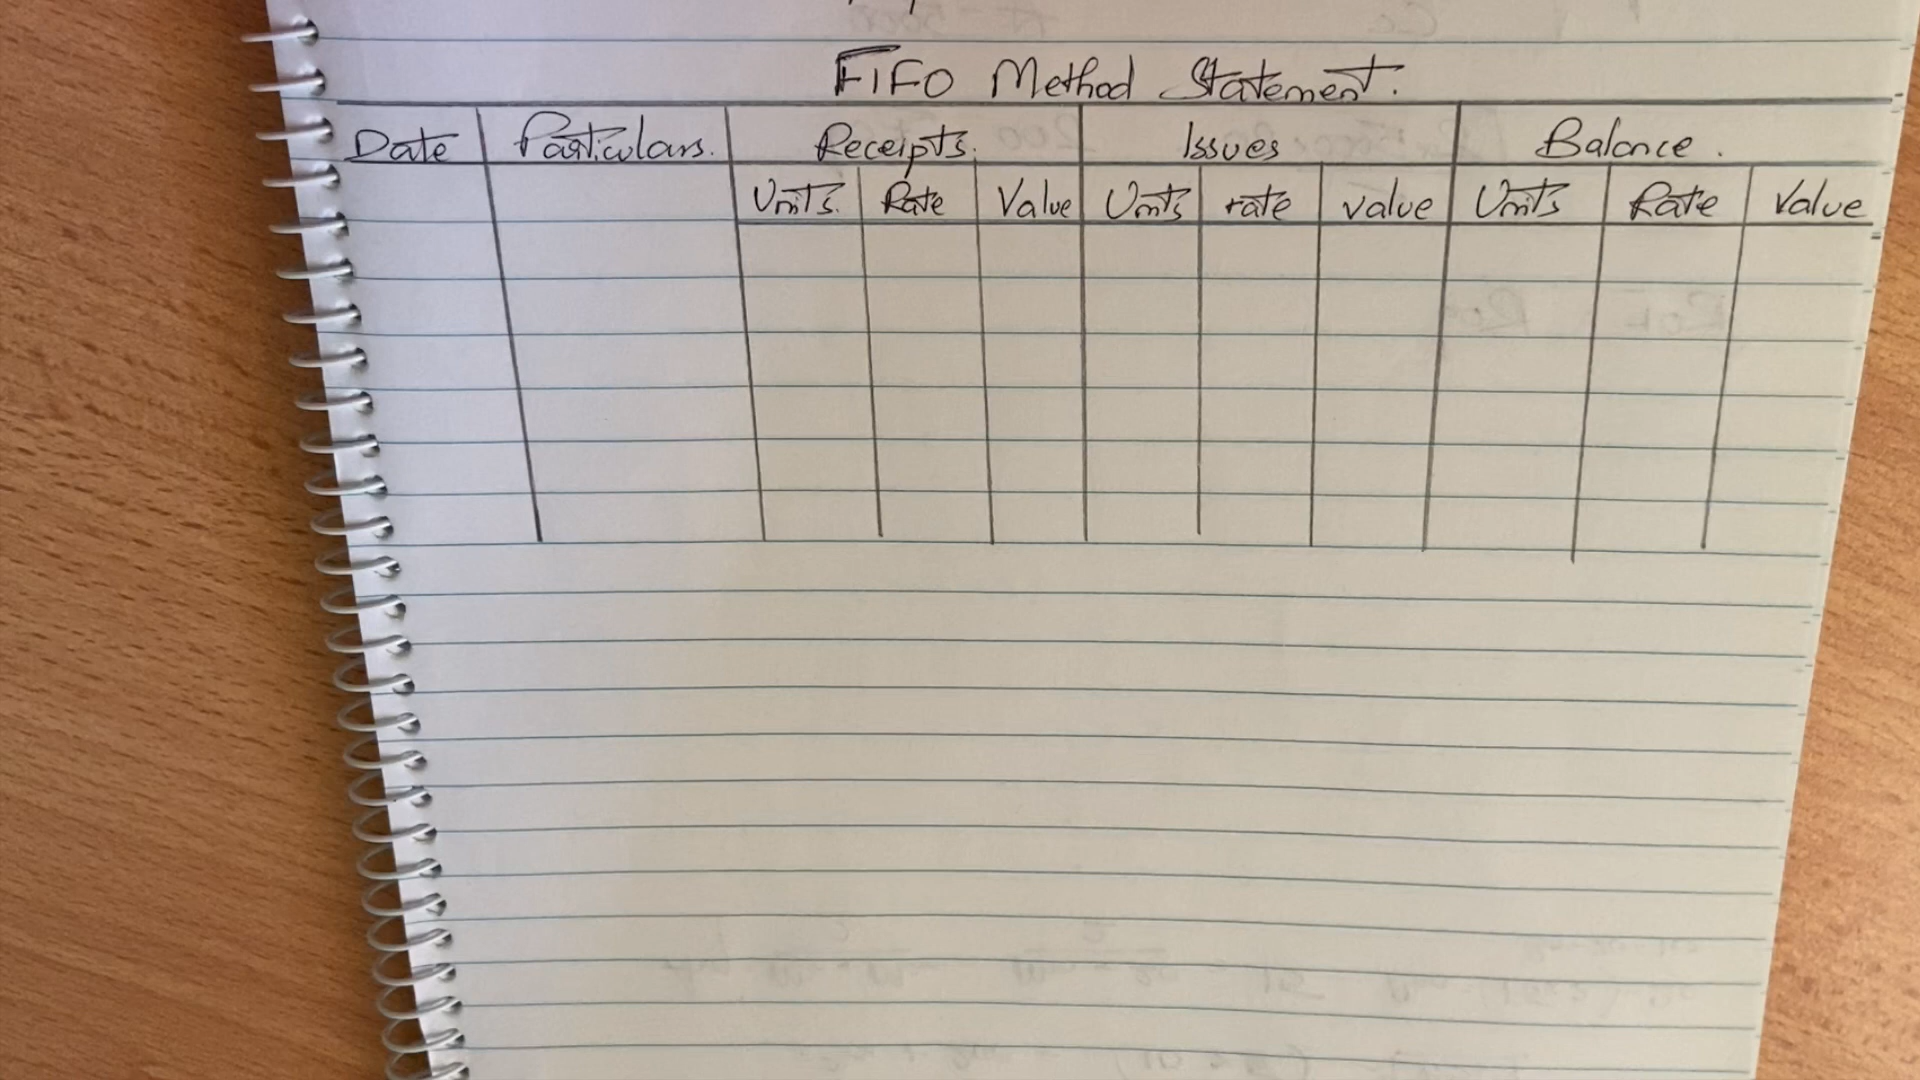 FIFO Method Statement.
Date Particulars. Receipts. Issues Balance.
Units. Rate Value Units rate value Units Rate Value